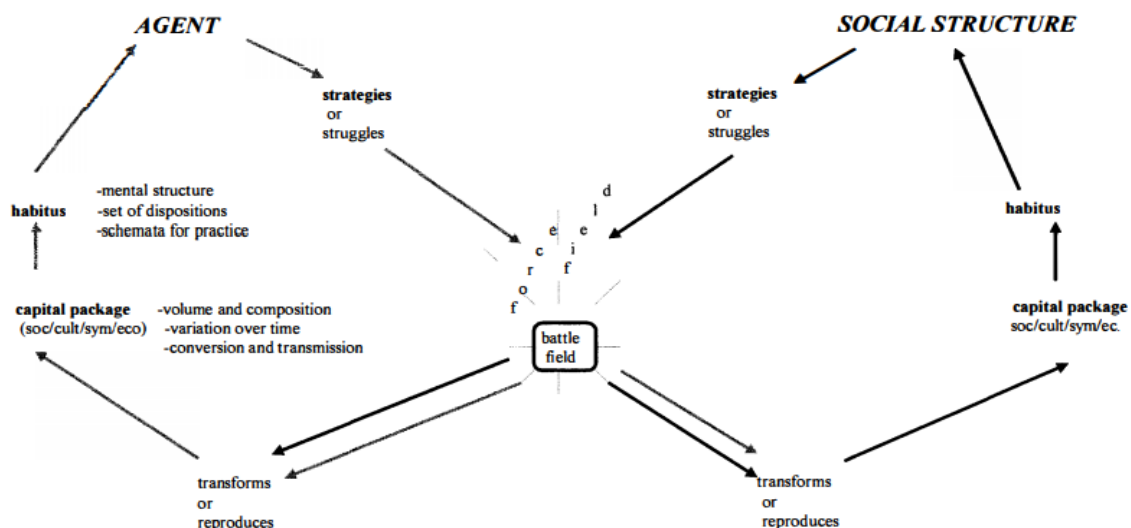 AGENT
SOCIAL STRUCTURE
strategies
or
struggles
strategies
or
struggles
force field
habitus
-mental structure
-set of dispositions
-schemata for practice
habitus
capital package
(soc/cult/sym/eco)
-volume and composition
-variation over time
-conversion and transmission
capital package
soc/cult/sym/ec.
battle
field
transforms
or
reproduces
transforms
or
reproduces